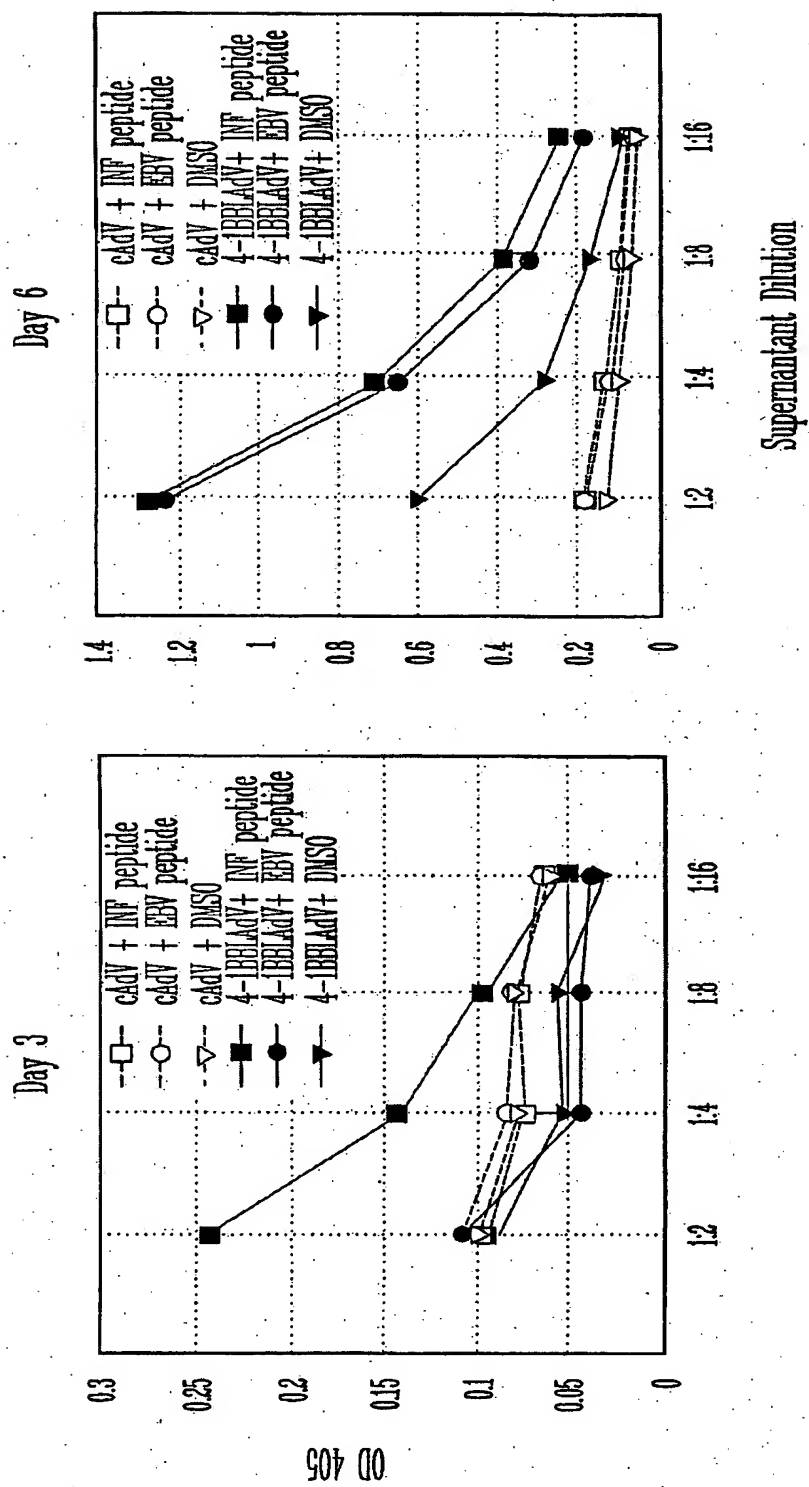 Day 3
cAdV + INF peptide
cAdV + EBV peptide
cAdV + DMSO
4-1BBLAdV+ INF peptide
4-1BBLAdV+ EBV peptide
4-1BBLAdV+ DMSO
OD 405
0.3
0.25
0.2
0.15
0.1
0.05
0
1:2
1:4
1:8
1:16
Day 6
cAdV + INF peptide
cAdV + EBV peptide
cAdV + DMSO
4-1BBLAdV+ INF peptide
4-1BBLAdV+ EBV peptide
4-1BBLAdV+ DMSO
1.4
1.2
1
0.8
0.6
0.4
0.2
0
1:2
1:4
1:8
1:16
Supernantant Dilution